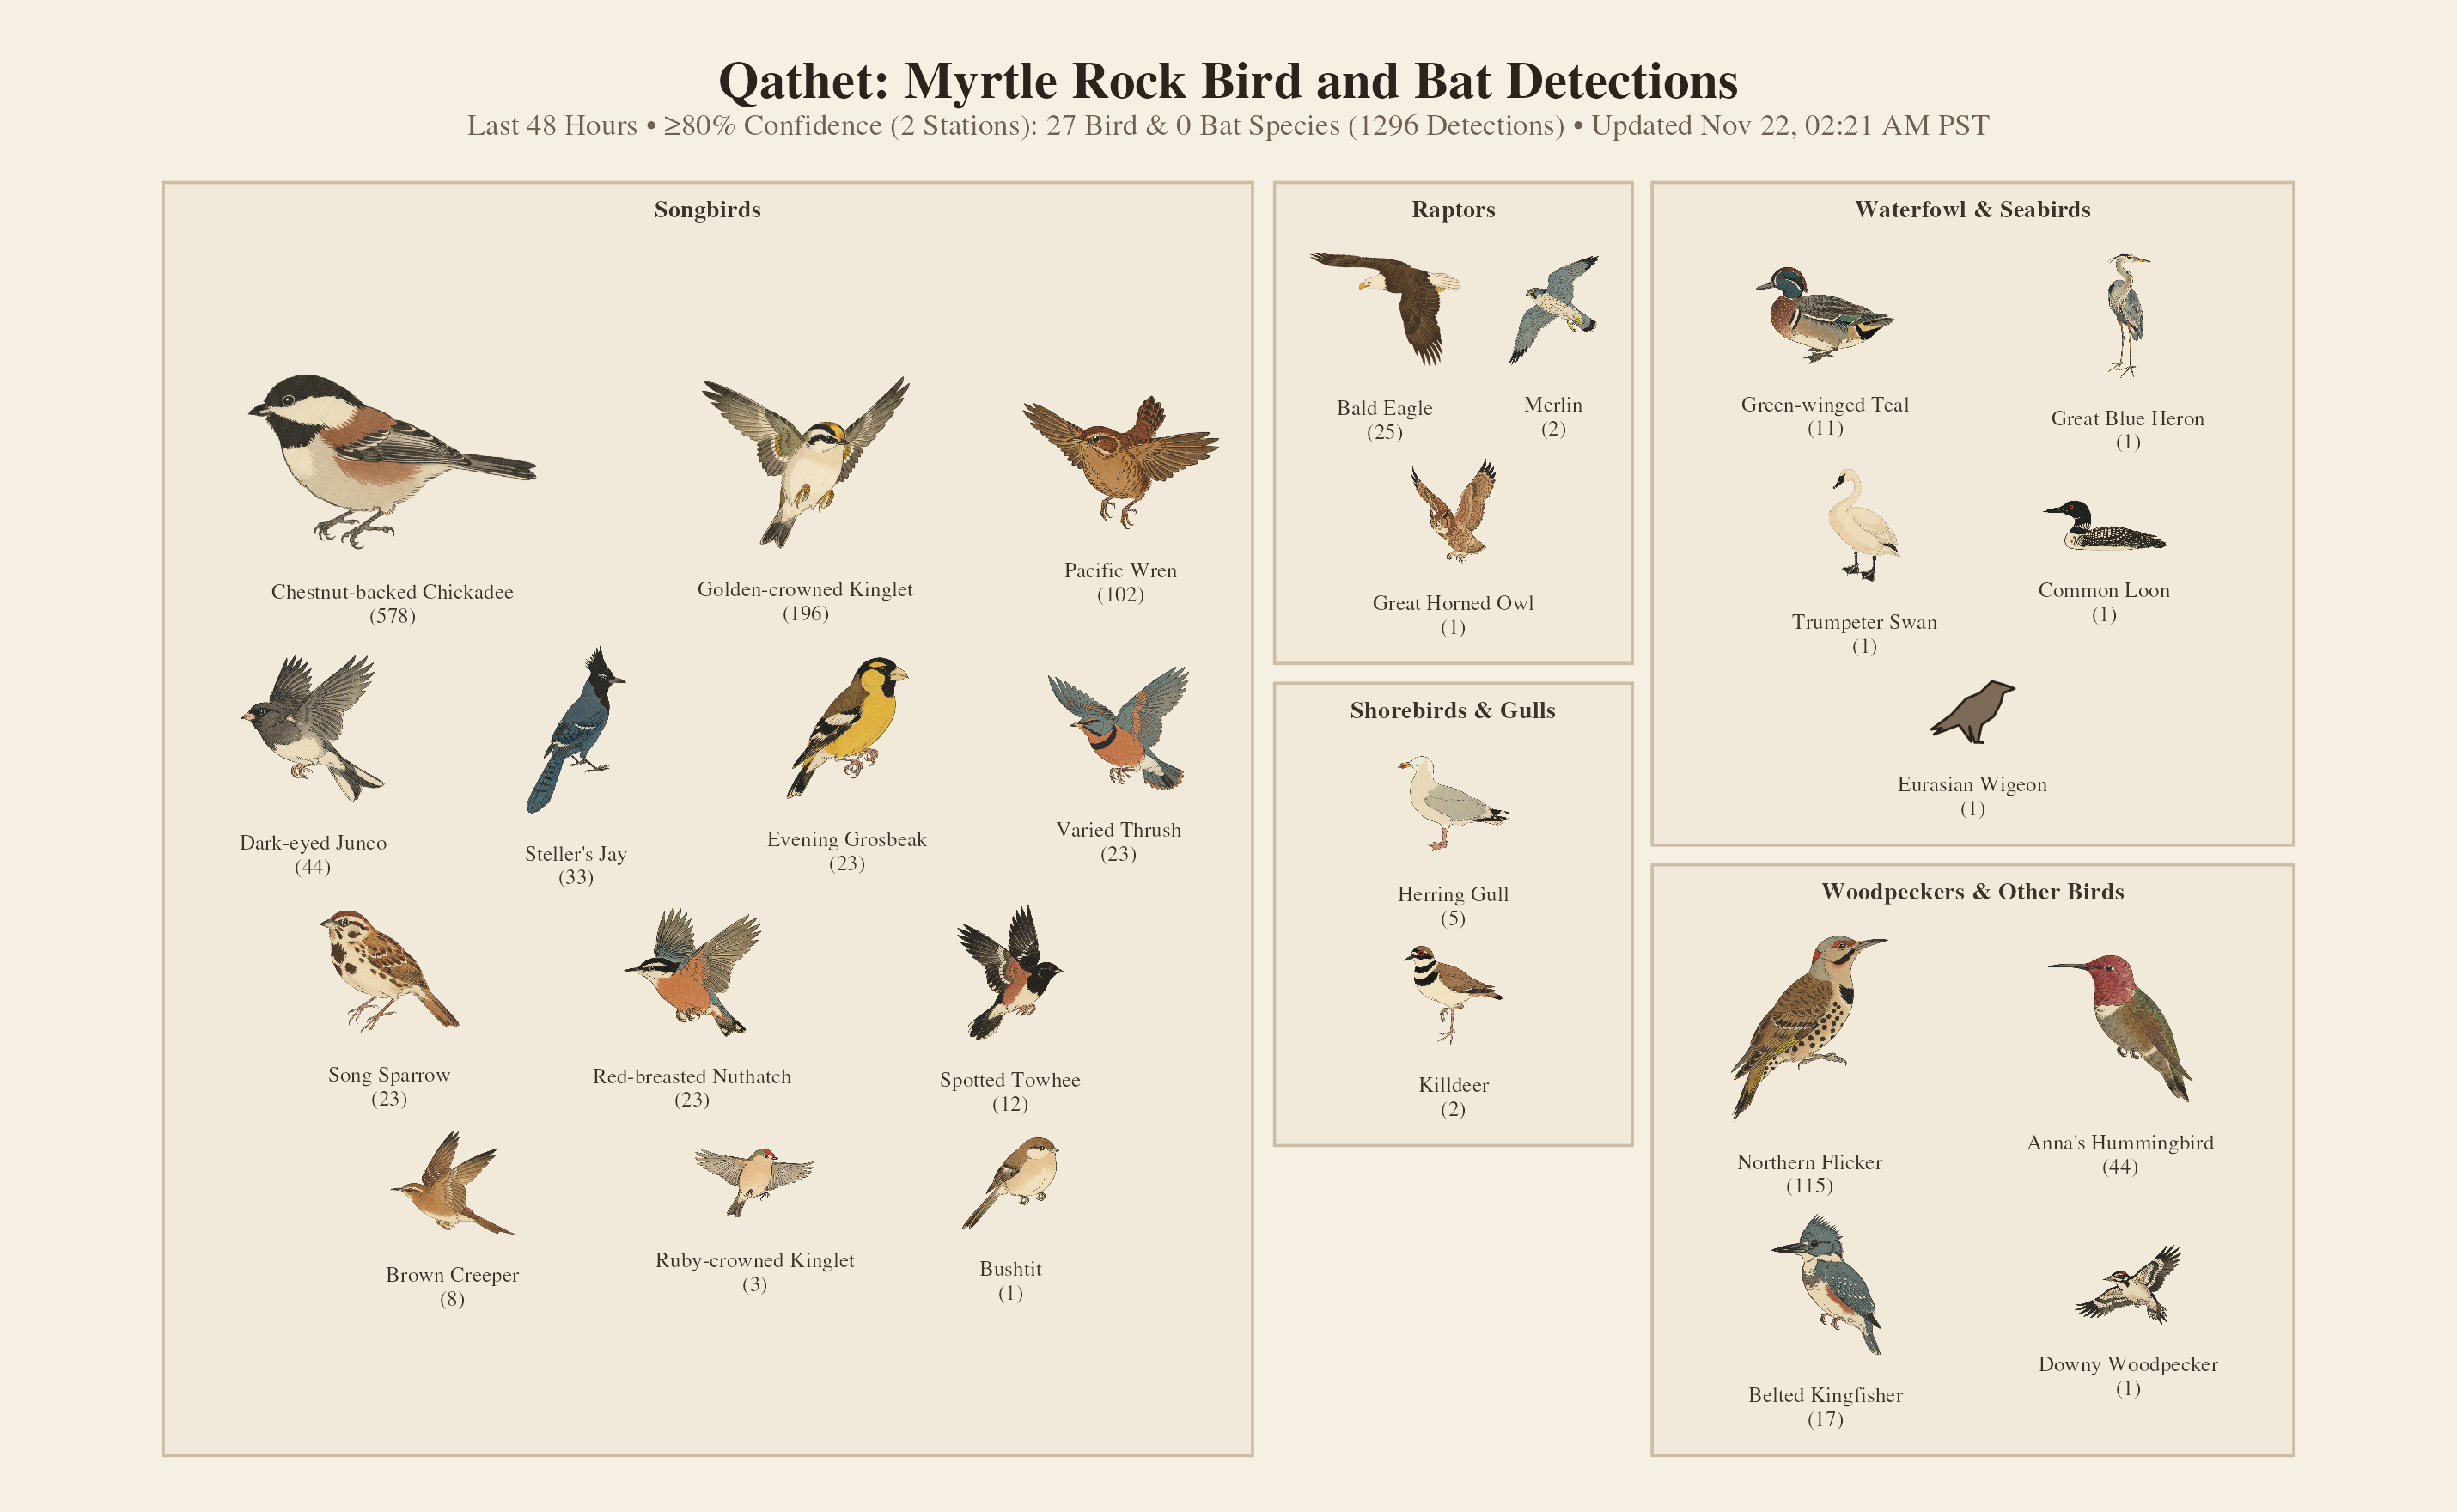 Qathet: Myrtle Rock Bird and Bat Detections
Last 48 Hours • ≥80% Confidence (2 Stations): 27 Bird & 0 Bat Species (1296 Detections) • Updated Nov 22, 02:21 AM PST
Songbirds
Chestnut-backed Chickadee
(578)
Golden-crowned Kinglet
(196)
Pacific Wren
(102)
Dark-eyed Junco
(44)
Steller's Jay
(33)
Evening Grosbeak
(23)
Varied Thrush
(23)
Song Sparrow
(23)
Red-breasted Nuthatch
(23)
Spotted Towhee
(12)
Brown Creeper
(8)
Ruby-crowned Kinglet
(3)
Bushtit
(1)
Raptors
Bald Eagle
(25)
Merlin
(2)
Great Horned Owl
(1)
Shorebirds & Gulls
Herring Gull
(5)
Killdeer
(2)
Waterfowl & Seabirds
Green-winged Teal
(11)
Great Blue Heron
(1)
Trumpeter Swan
(1)
Common Loon
(1)
Eurasian Wigeon
(1)
Woodpeckers & Other Birds
Northern Flicker
(115)
Anna's Hummingbird
(44)
Belted Kingfisher
(17)
Downy Woodpecker
(1)